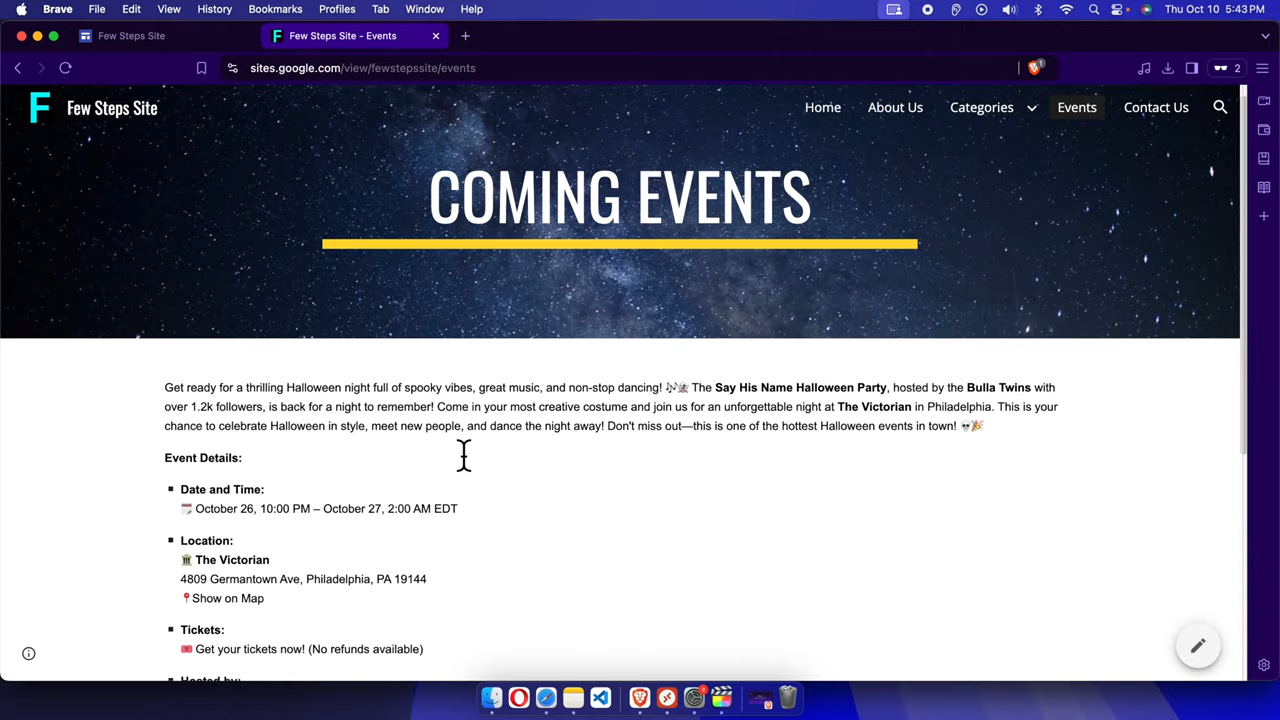 Brave File Edit View History Bookmarks Profiles Tab Window Help Thu Oct 10 5:43 PM
Few Steps Site
Few Steps Site - Events
sites.google.com/view/fewstepssite/events
1
2
F Few Steps Site
Home About Us Categories Events Contact Us
COMING EVENTS
Get ready for a thrilling Halloween night full of spooky vibes, great music, and non-stop dancing! 🎶👻 The Say His Name Halloween Party, hosted by the Bulla Twins with
over 1.2k followers, is back for a night to remember! Come in your most creative costume and join us for an unforgettable night at The Victorian in Philadelphia. This is your
chance to celebrate Halloween in style, meet new people, and dance the night away! Don't miss out—this is one of the hottest Halloween events in town! 💀🎉
Event Details:
▪ Date and Time:
🗓️ October 26, 10:00 PM – October 27, 2:00 AM EDT
▪ Location:
🏛️ The Victorian
4809 Germantown Ave, Philadelphia, PA 19144
📍Show on Map
▪ Tickets:
🎟️ Get your tickets now! (No refunds available)
▪ Hosted by:
3